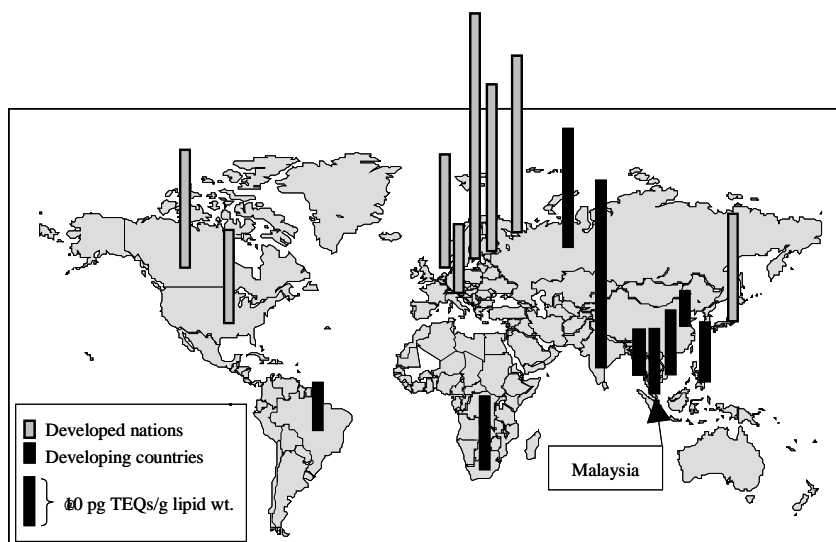 Developed nations
Developing countries
pg TEQs/g lipid wt.
Malaysia